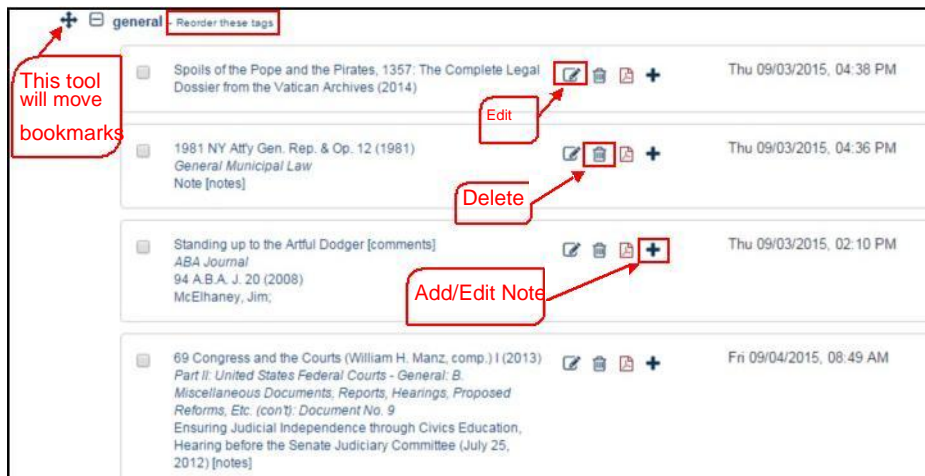 general - Reorder these tags
This tool
will move
bookmarks
Spoils of the Pope and the Pirates, 1357: The Complete Legal
Dossier from the Vatican Archives (2014)
Thu 09/03/2015, 04:38 PM
Edit
1981 NY Att'y Gen. Rep. & Op. 12 (1981)
General Municipal Law
Note [notes]
Thu 09/03/2015, 04:36 PM
Delete
Standing up to the Artful Dodger [comments]
ABA Journal
94 A.B.A. J. 20 (2008)
McElhaney, Jim;
Thu 09/03/2015, 02:10 PM
Add/Edit Note
69 Congress and the Courts (William H. Manz, comp.) I (2013)
Part II: United States Federal Courts - General: B.
Miscellaneous Documents, Reports, Hearings, Proposed
Reforms, Etc. (con't): Document No. 9
Ensuring Judicial Independence through Civics Education,
Hearing before the Senate Judiciary Committee (July 25,
2012) [notes]
Fri 09/04/2015, 08:49 AM